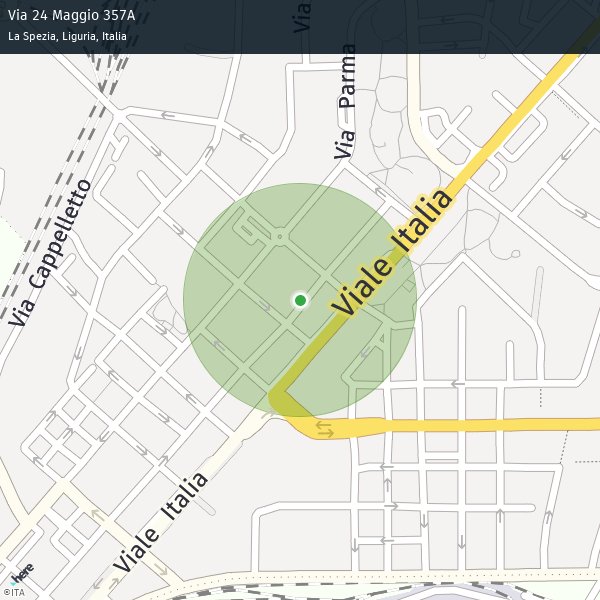 Via 24 Maggio 357A
La Spezia, Liguria, Italia
Via
Via Parma
Via Cappelletto
Viale Italia
Viale Italia
here
©ITA